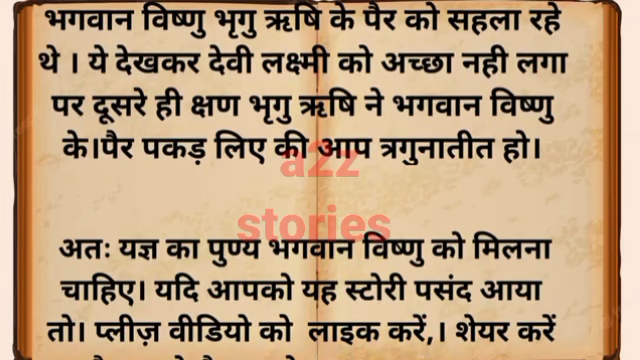 भगवान विष्णु भृगु ऋषि के पैर को सहला रहे
थे । ये देखकर देवी लक्ष्मी को अच्छा नही लगा
पर दूसरे ही क्षण भृगु ऋषि ने भगवान विष्णु
के।पैर पकड़ लिए की आप त्रगुनातीत हो।
a2z
stories
अतः यज्ञ का पुण्य भगवान विष्णु को मिलना
चाहिए। यदि आपको यह स्टोरी पसंद आया
तो। प्लीज़ वीडियो को लाइक करें,। शेयर करें